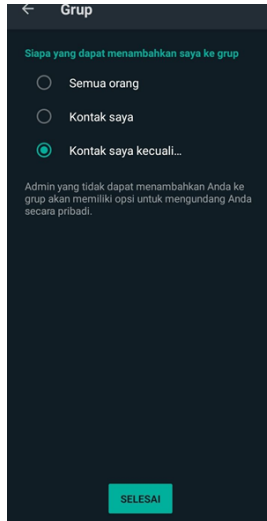 Grup
Siapa yang dapat menambahkan saya ke grup
Semua orang
Kontak saya
Kontak saya kecuali...
Admin yang tidak dapat menambahkan Anda ke
grup akan memiliki opsi untuk mengundang Anda
secara pribadi.
SELESAI